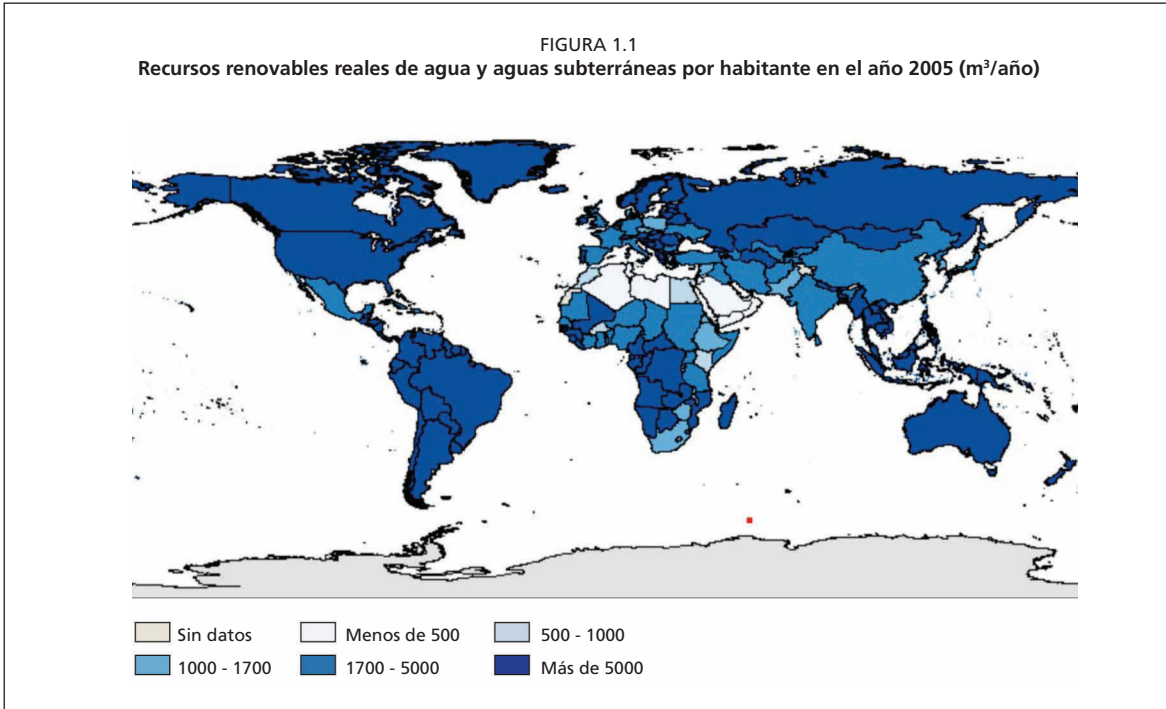 FIGURA 1.1
Recursos renovables reales de agua y aguas subterráneas por habitante en el año 2005 (m³/año)
Sin datos
Menos de 500
500 - 1000
1000 - 1700
1700 - 5000
Más de 5000